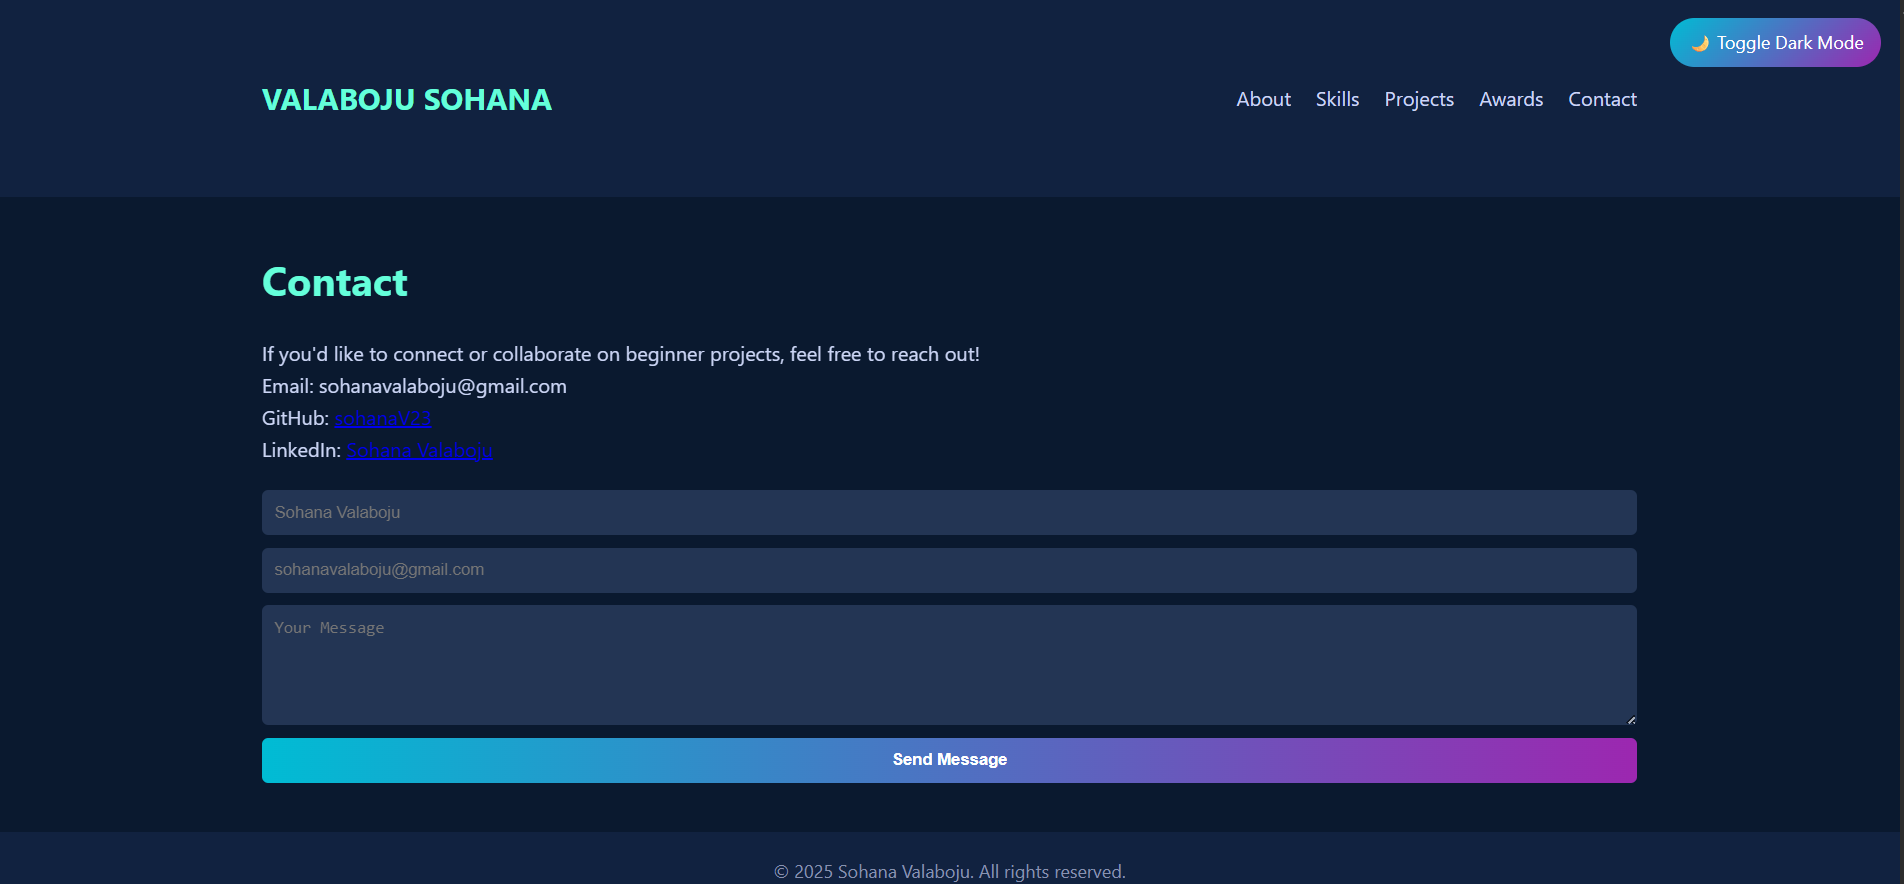 🌙 Toggle Dark Mode
VALABOJU SOHANA
About Skills Projects Awards Contact
Contact
If you'd like to connect or collaborate on beginner projects, feel free to reach out!
Email: sohanavalaboju@gmail.com
GitHub: sohanaV23
LinkedIn: Sohana Valaboju
Sohana Valaboju
sohanavalaboju@gmail.com
Your Message
Send Message
© 2025 Sohana Valaboju. All rights reserved.